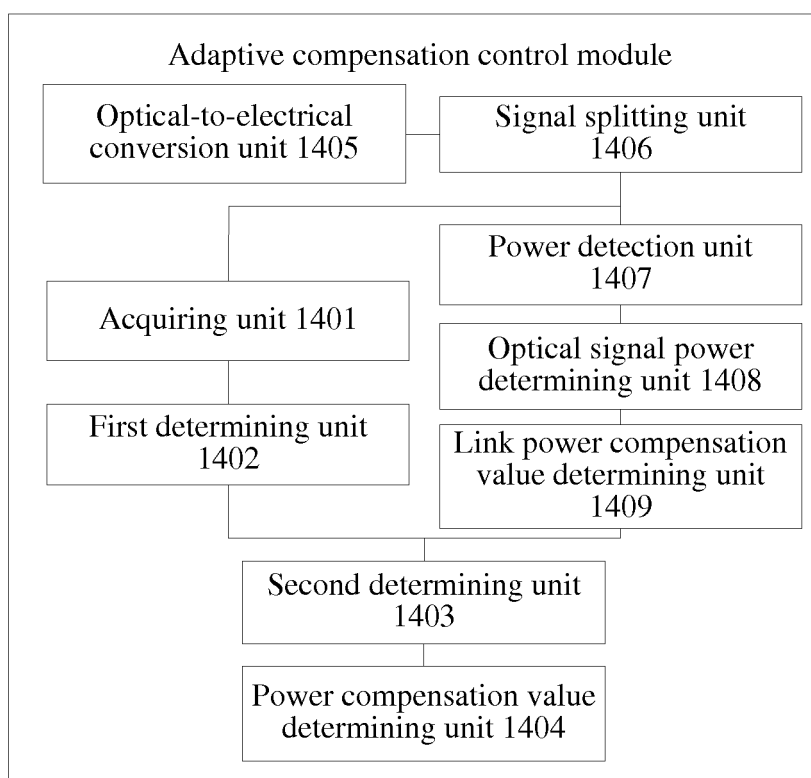 Adaptive compensation control module
Optical-to-electrical
conversion unit 1405
Signal splitting unit
1406
Power detection unit
1407
Acquiring unit 1401
Optical signal power
determining unit 1408
First determining unit
1402
Link power compensation
value determining unit
1409
Second determining unit
1403
Power compensation value
determining unit 1404